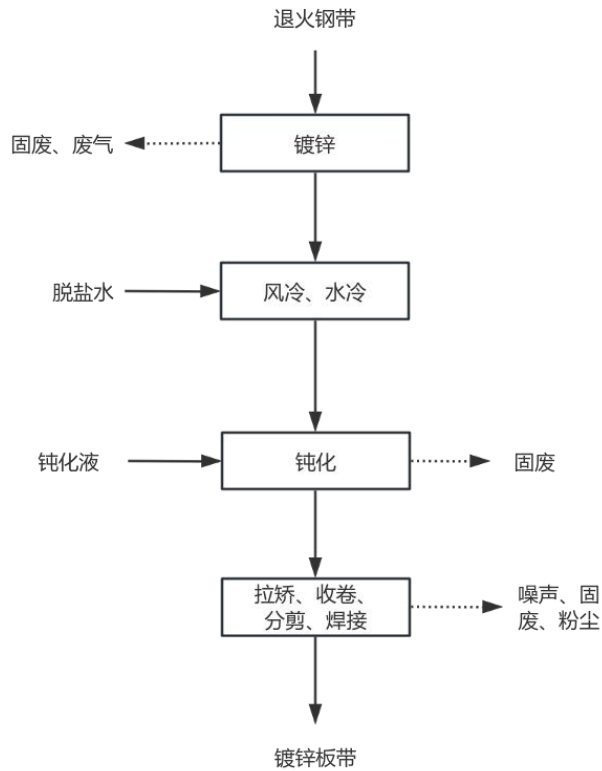 退火钢带
固废、废气
镀锌
脱盐水
风冷、水冷
钝化液
钝化
固废
拉矫、收卷、
分剪、焊接
噪声、固
废、粉尘
镀锌板带